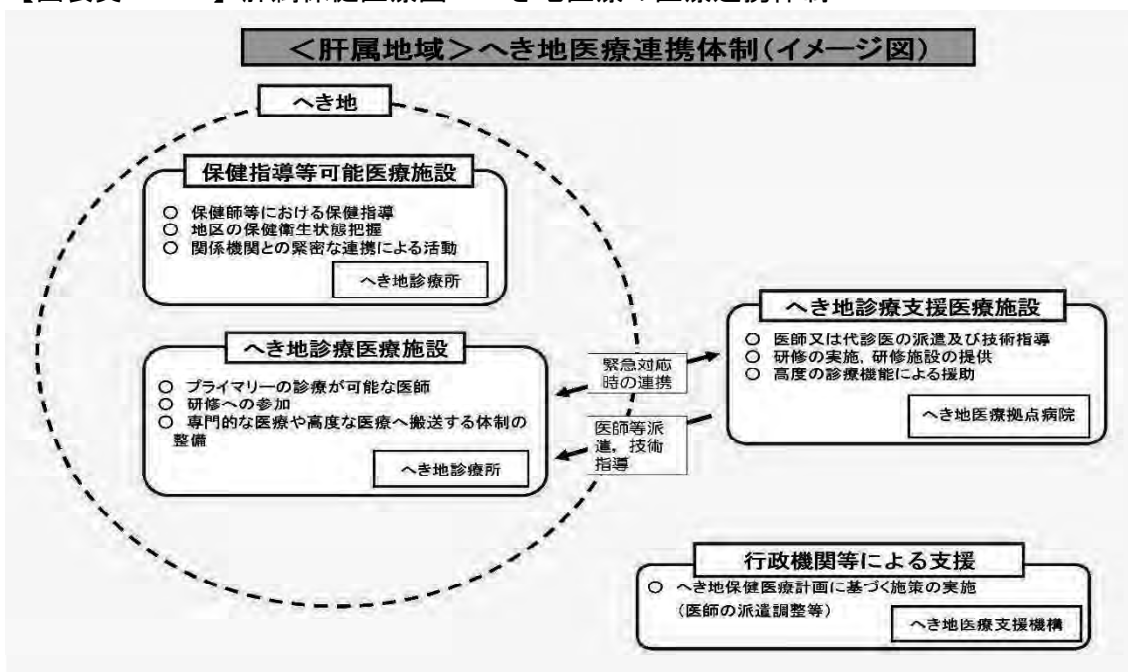 <肝属地域>へき地医療連携体制(イメージ図)
へき地
保健指導等可能医療施設
○ 保健師等における保健指導
○ 地区の保健衛生状態把握
○ 関係機関との緊密な連携による活動
へき地診療所
へき地診療医療施設
○ プライマリーの診療が可能な医師
○ 研修への参加
○ 専門的な医療や高度な医療へ搬送する体制の
整備
へき地診療所
緊急対応
時の連携
医師等派
遣，技術
指導
へき地診療支援医療施設
○ 医師又は代診医の派遣及び技術指導
○ 研修の実施，研修施設の提供
○ 高度の診療機能による援助
へき地医療拠点病院
行政機関等による支援
○ へき地保健医療計画に基づく施策の実施
(医師の派遣調整等)
へき地医療支援機構